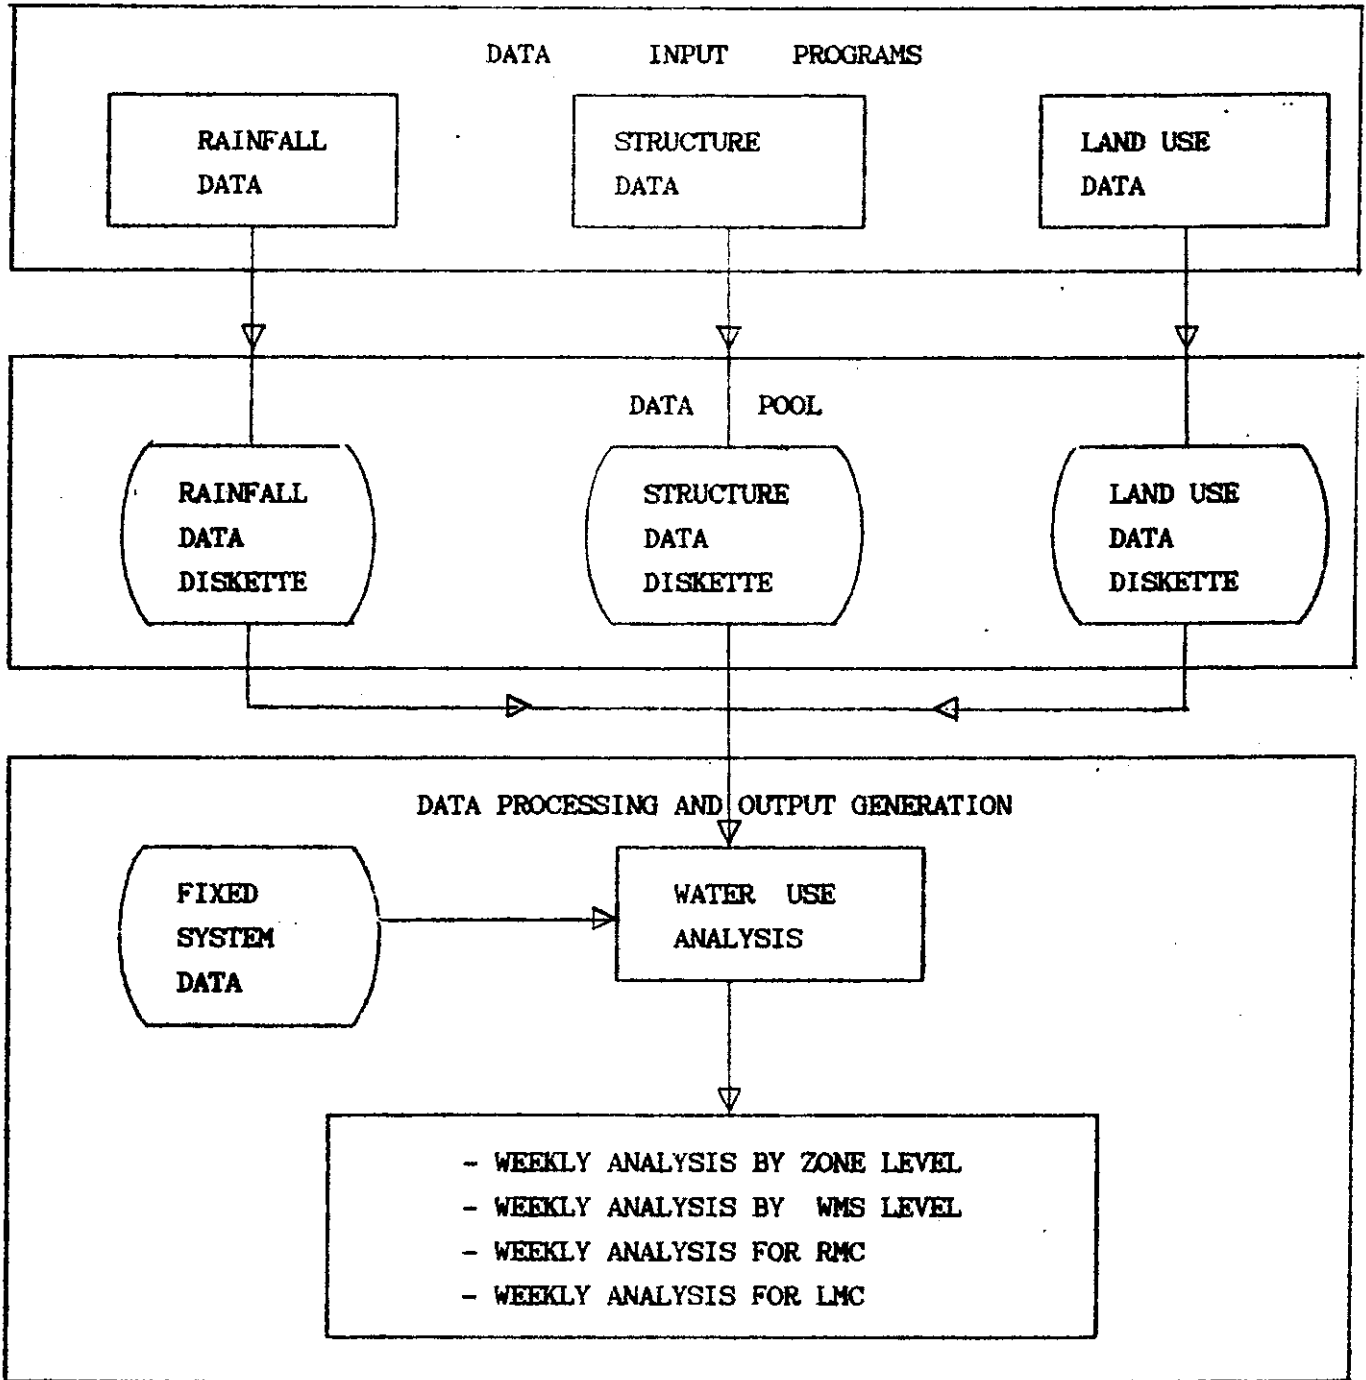 DATA INPUT PROGRAMS
RAINFALL
DATA
STRUCTURE
DATA
LAND USE
DATA
DATA POOL
RAINFALL
DATA
DISKETTE
STRUCTURE
DATA
DISKETTE
LAND USE
DATA
DISKETTE
DATA PROCESSING AND OUTPUT GENERATION
FIXED
SYSTEM
DATA
WATER USE
ANALYSIS
- WEEKLY ANALYSIS BY ZONE LEVEL
- WEEKLY ANALYSIS BY WMS LEVEL
- WEEKLY ANALYSIS FOR RMC
- WEEKLY ANALYSIS FOR LMC